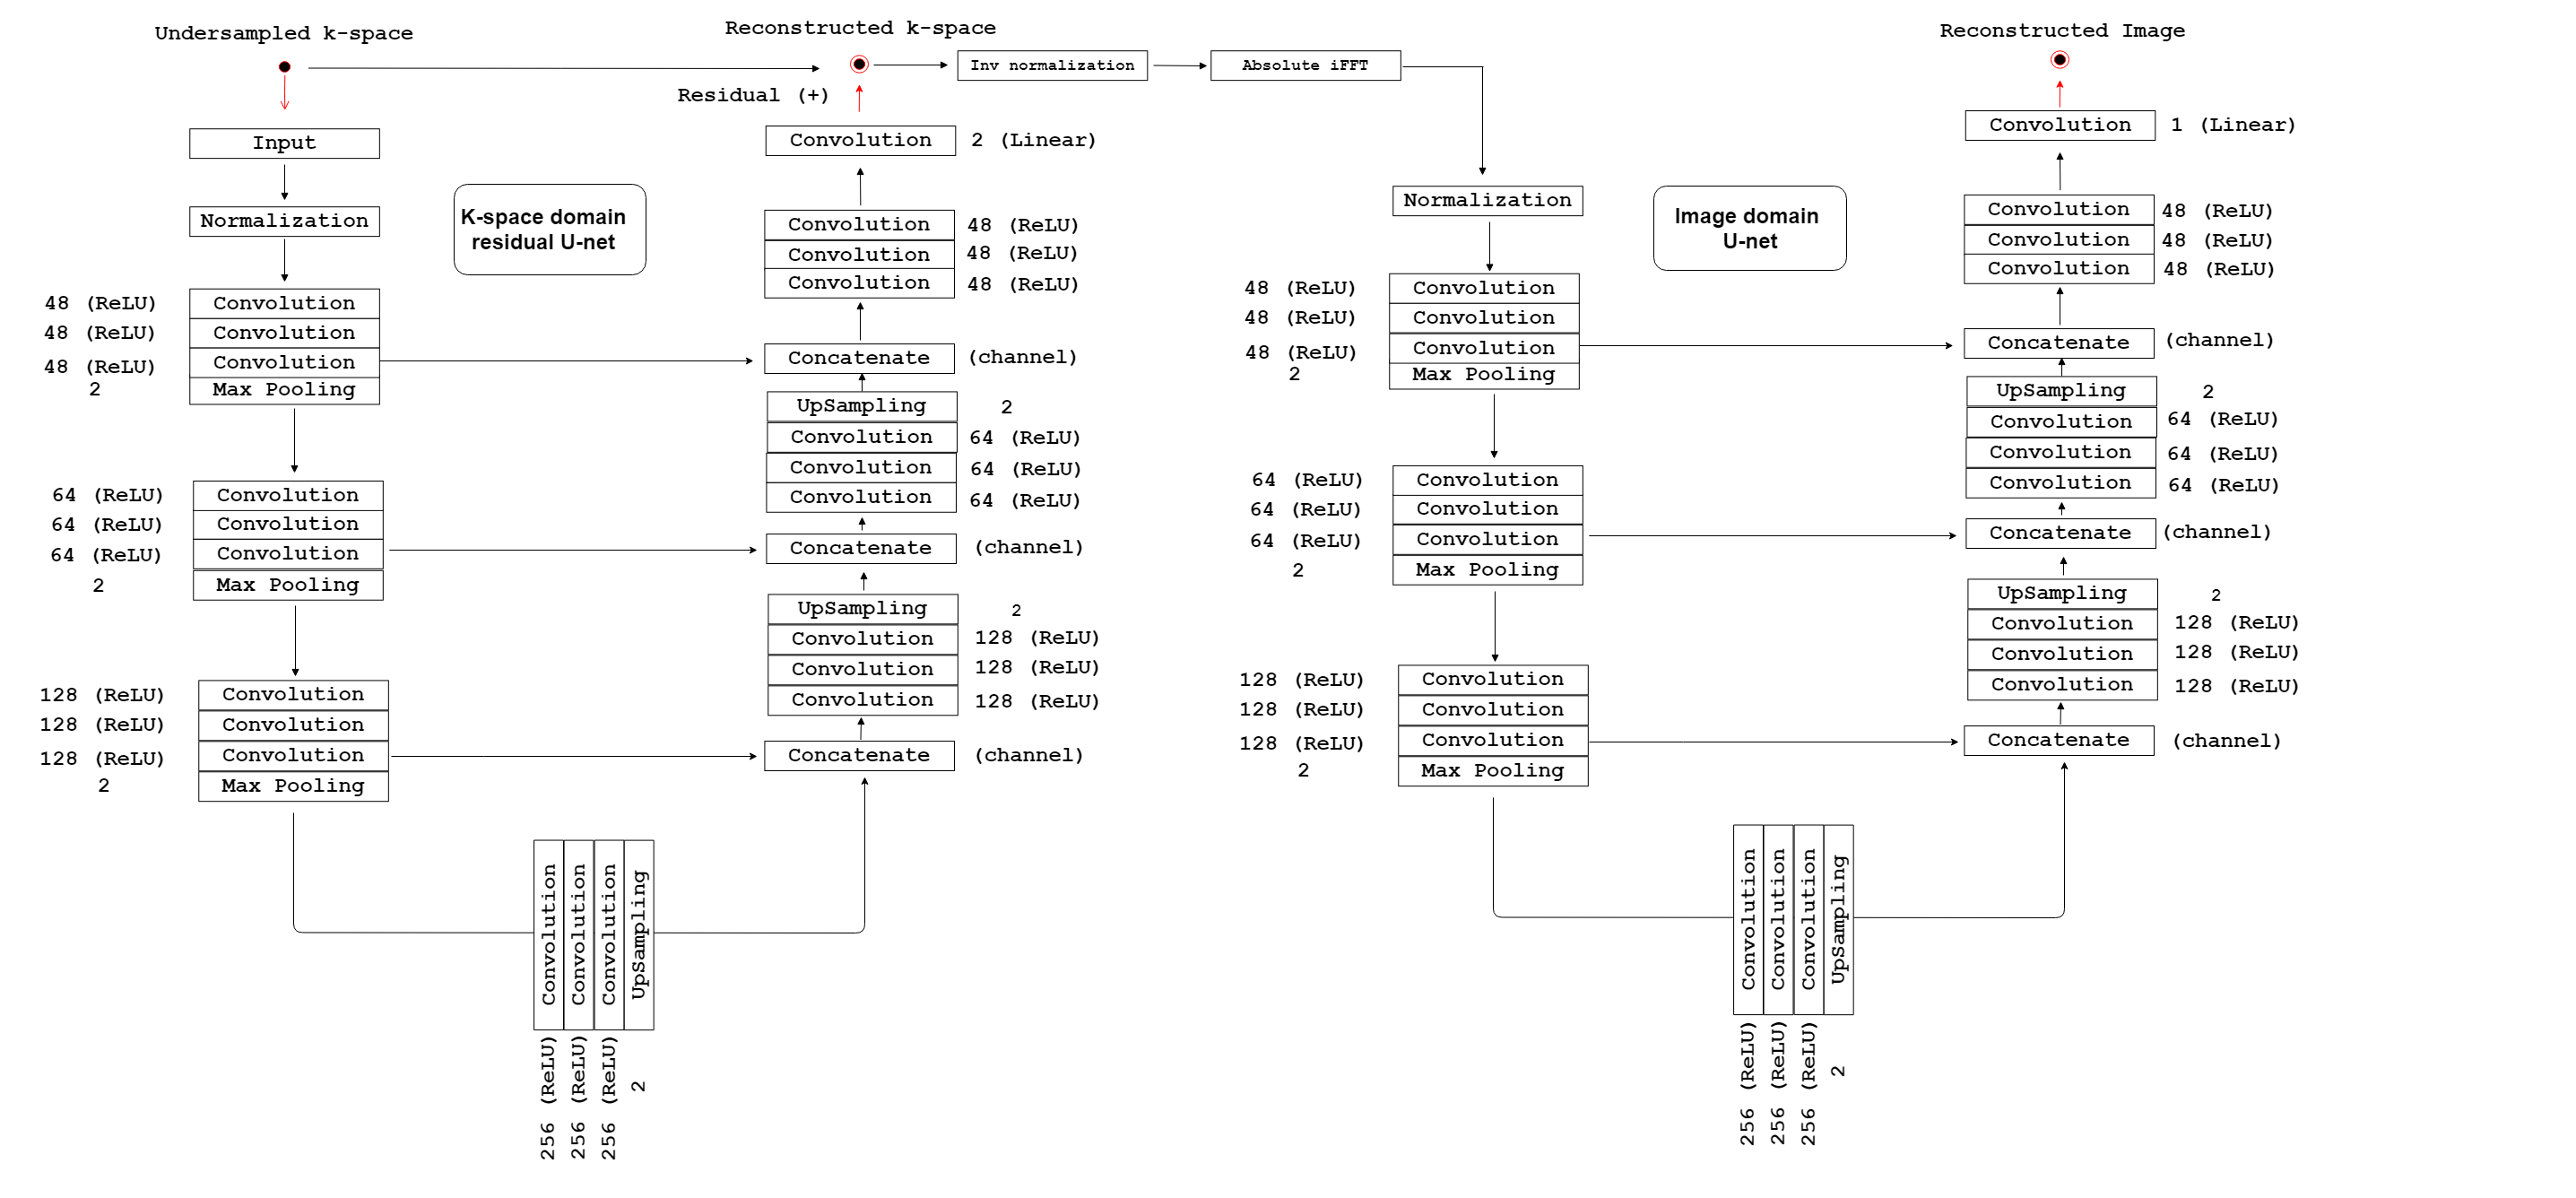 Undersampled k-space
Input
Normalization
K-space domain
residual U-net
48 (ReLU) Convolution
48 (ReLU) Convolution
48 (ReLU) Convolution
2 Max Pooling
64 (ReLU) Convolution
64 (ReLU) Convolution
64 (ReLU) Convolution
2 Max Pooling
128 (ReLU) Convolution
128 (ReLU) Convolution
128 (ReLU) Convolution
2 Max Pooling
Convolution 256 (ReLU)
Convolution 256 (ReLU)
Convolution 256 (ReLU)
UpSampling 2
Reconstructed k-space
Residual (+)
Convolution 2 (Linear)
Convolution 48 (ReLU)
Convolution 48 (ReLU)
Convolution 48 (ReLU)
Concatenate (channel)
UpSampling 2
Convolution 64 (ReLU)
Convolution 64 (ReLU)
Convolution 64 (ReLU)
Concatenate (channel)
UpSampling 2
Convolution 128 (ReLU)
Convolution 128 (ReLU)
Convolution 128 (ReLU)
Concatenate (channel)
Inv normalization
Absolute iFFT
Normalization
Image domain
U-net
48 (ReLU) Convolution
48 (ReLU) Convolution
48 (ReLU) Convolution
2 Max Pooling
64 (ReLU) Convolution
64 (ReLU) Convolution
64 (ReLU) Convolution
2 Max Pooling
128 (ReLU) Convolution
128 (ReLU) Convolution
128 (ReLU) Convolution
2 Max Pooling
Convolution 256 (ReLU)
Convolution 256 (ReLU)
Convolution 256 (ReLU)
UpSampling 2
Reconstructed Image
Convolution 1 (Linear)
Convolution 48 (ReLU)
Convolution 48 (ReLU)
Convolution 48 (ReLU)
Concatenate (channel)
UpSampling 2
Convolution 64 (ReLU)
Convolution 64 (ReLU)
Convolution 64 (ReLU)
Concatenate (channel)
UpSampling 2
Convolution 128 (ReLU)
Convolution 128 (ReLU)
Convolution 128 (ReLU)
Concatenate (channel)